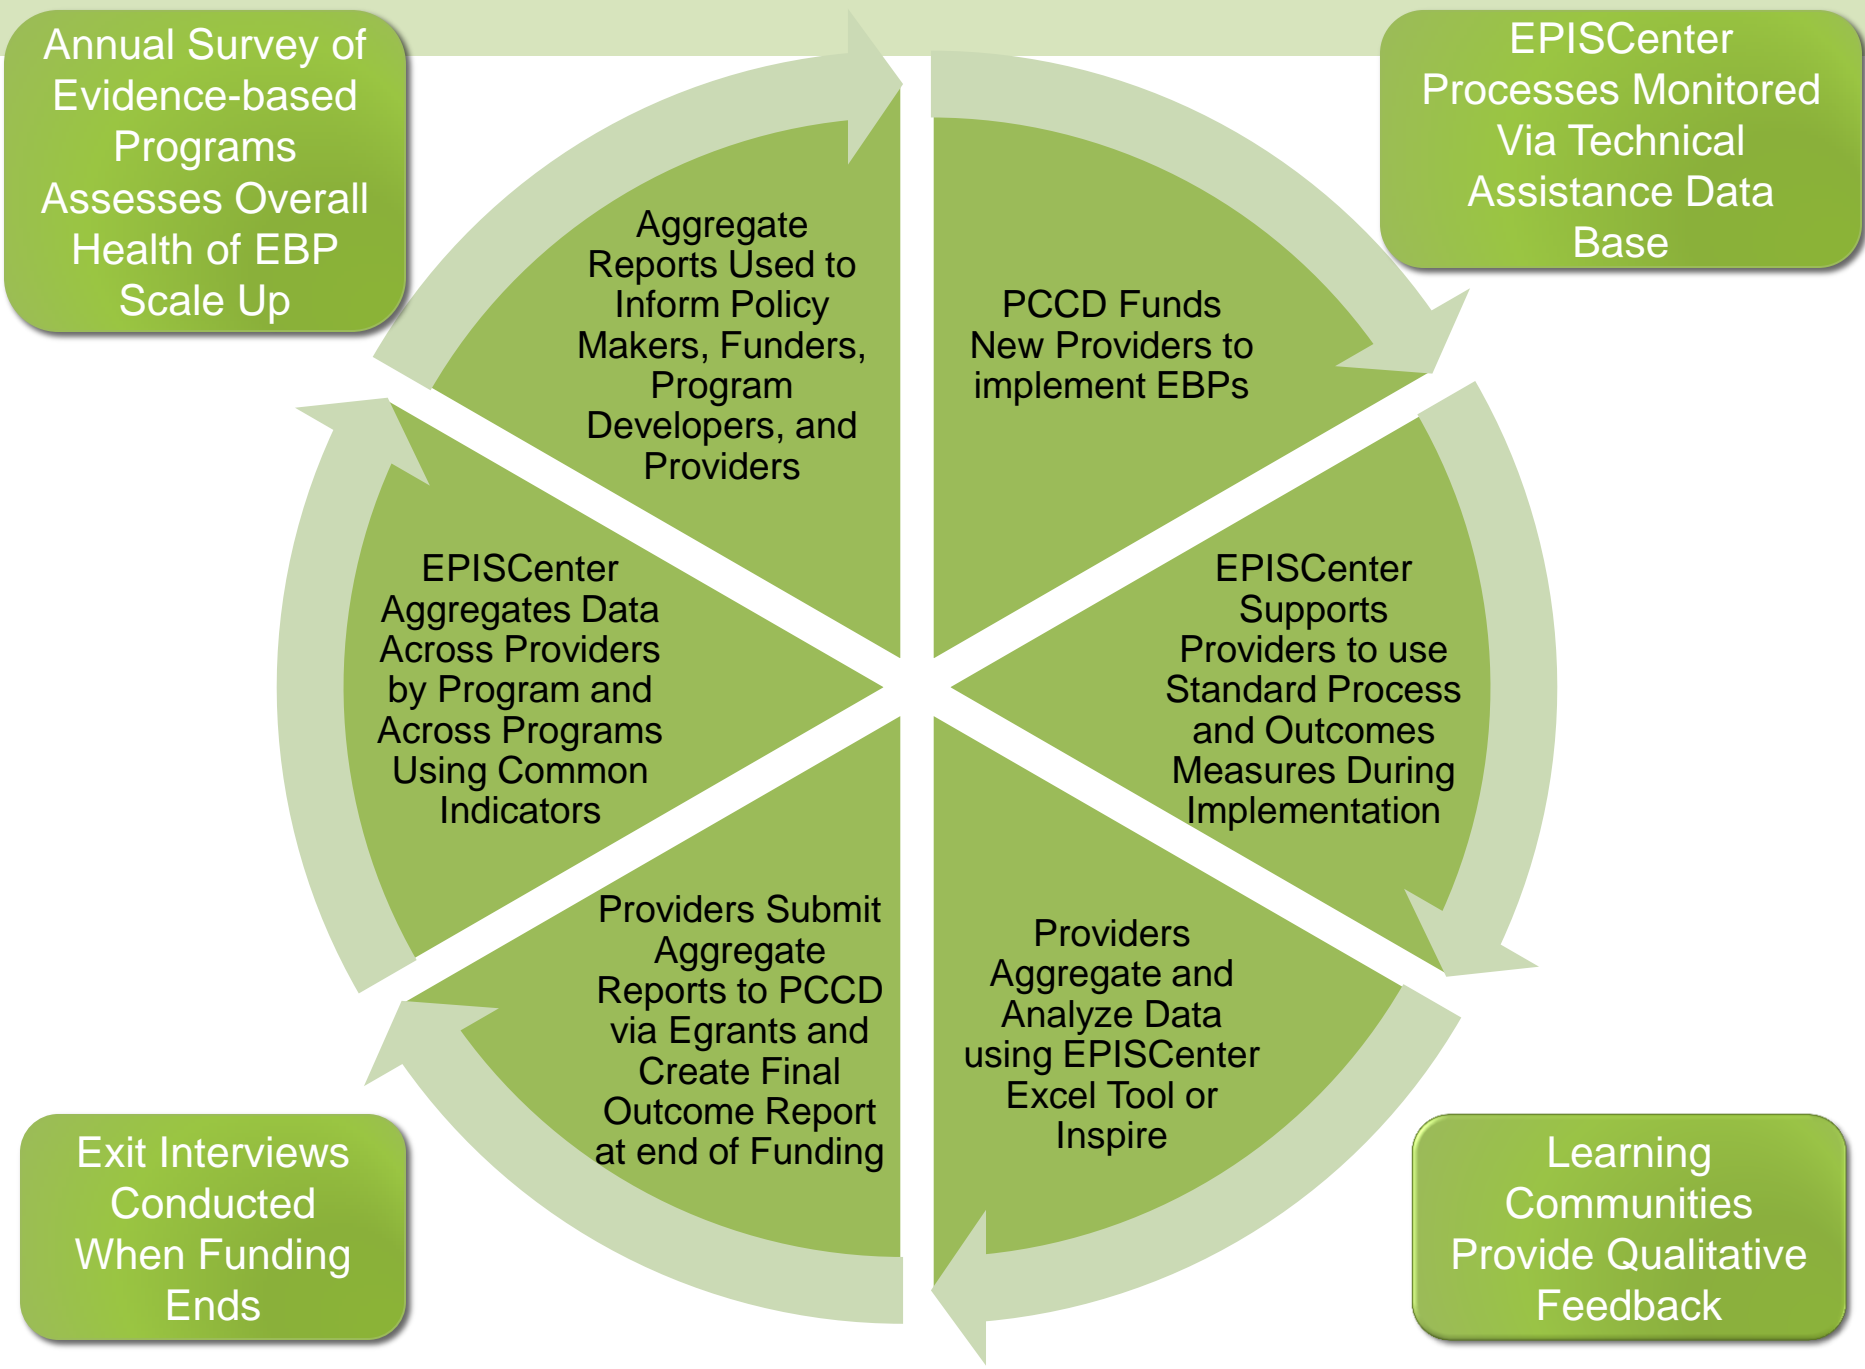 Annual Survey of
Evidence-based
Programs
Assesses Overall
Health of EBP
Scale Up
EPISCenter
Processes Monitored
Via Technical
Assistance Data
Base
Aggregate
Reports Used to
Inform Policy
Makers, Funders,
Program
Developers, and
Providers
PCCD Funds
New Providers to
implement EBPs
EPISCenter
Aggregates Data
Across Providers
by Program and
Across Programs
Using Common
Indicators
EPISCenter
Supports
Providers to use
Standard Process
and Outcomes
Measures During
Implementation
Providers Submit
Aggregate
Reports to PCCD
via Egrants and
Create Final
Outcome Report
at end of Funding
Providers
Aggregate and
Analyze Data
using EPISCenter
Excel Tool or
Inspire
Exit Interviews
Conducted
When Funding
Ends
Learning
Communities
Provide Qualitative
Feedback